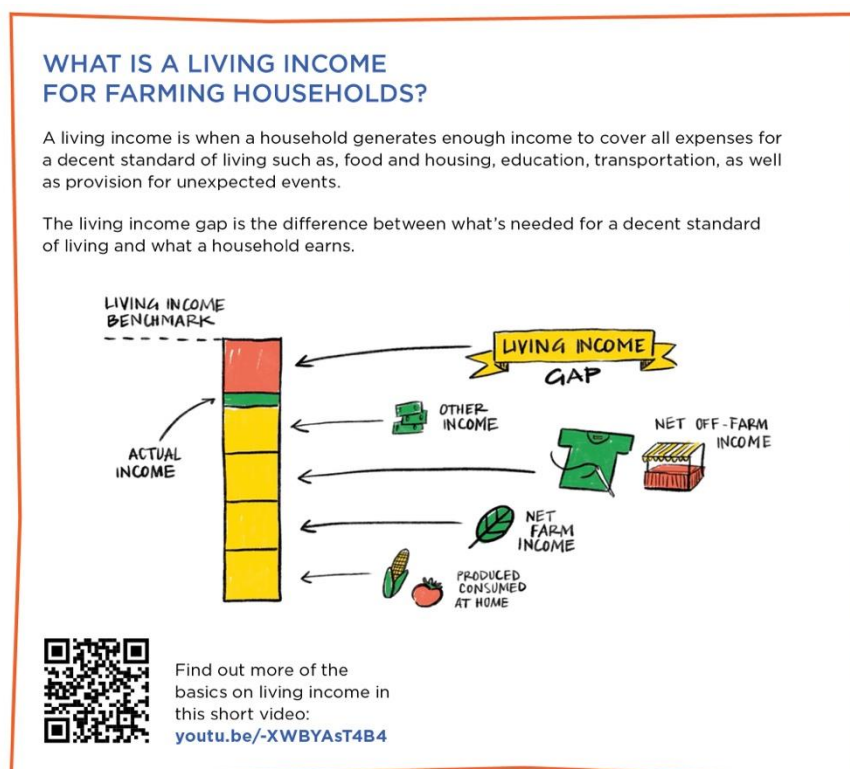 WHAT IS A LIVING INCOME
FOR FARMING HOUSEHOLDS?
A living income is when a household generates enough income to cover all expenses for
a decent standard of living such as, food and housing, education, transportation, as well
as provision for unexpected events.
The living income gap is the difference between what's needed for a decent standard
of living and what a household earns.
LIVING INCOME
BENCHMARK
LIVING INCOME
GAP
OTHER
INCOME
NET OFF-FARM
INCOME
ACTUAL
INCOME
NET
FARM
INCOME
PRODUCED
CONSUMED
AT HOME
Find out more of the
basics on living income in
this short video:
youtu.be/-XWBYAsT4B4